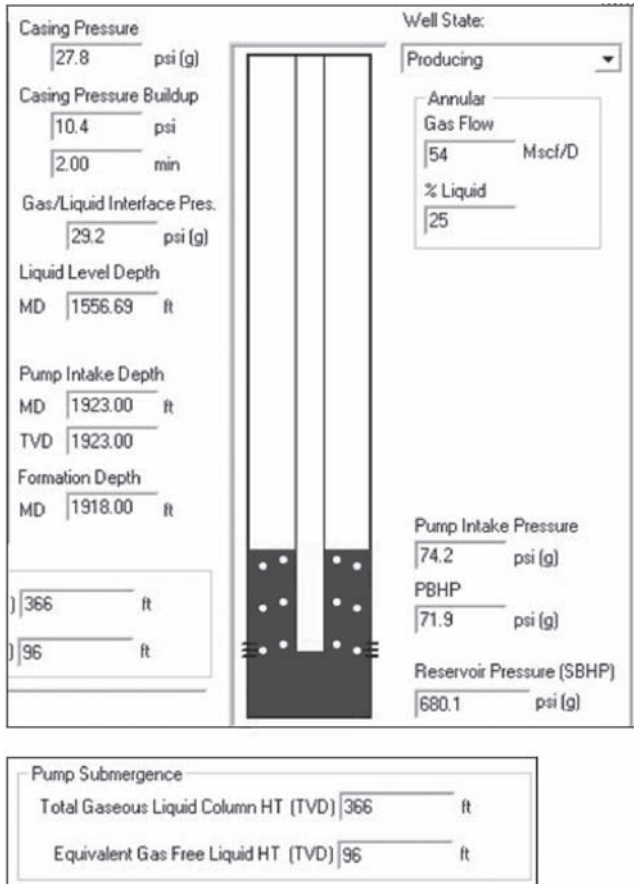 Casing Pressure
27.8 psi (g)
Casing Pressure Buildup
10.4 psi
2.00 min
Gas/Liquid Interface Pres.
29.2 psi (g)
Liquid Level Depth
MD 1556.69 ft
Pump Intake Depth
MD 1923.00 ft
TVD 1923.00
Formation Depth
MD 1918.00 ft
) 366 ft
) 96 ft
Well State:
Producing
Annular
Gas Flow
54 Mscf/D
% Liquid
25
Pump Intake Pressure
74.2 psi (g)
PBHP
71.9 psi (g)
Reservoir Pressure (SBHP)
680.1 psi (g)
Pump Submergence
Total Gaseous Liquid Column HT (TVD) 366 ft
Equivalent Gas Free Liquid HT (TVD) 96 ft